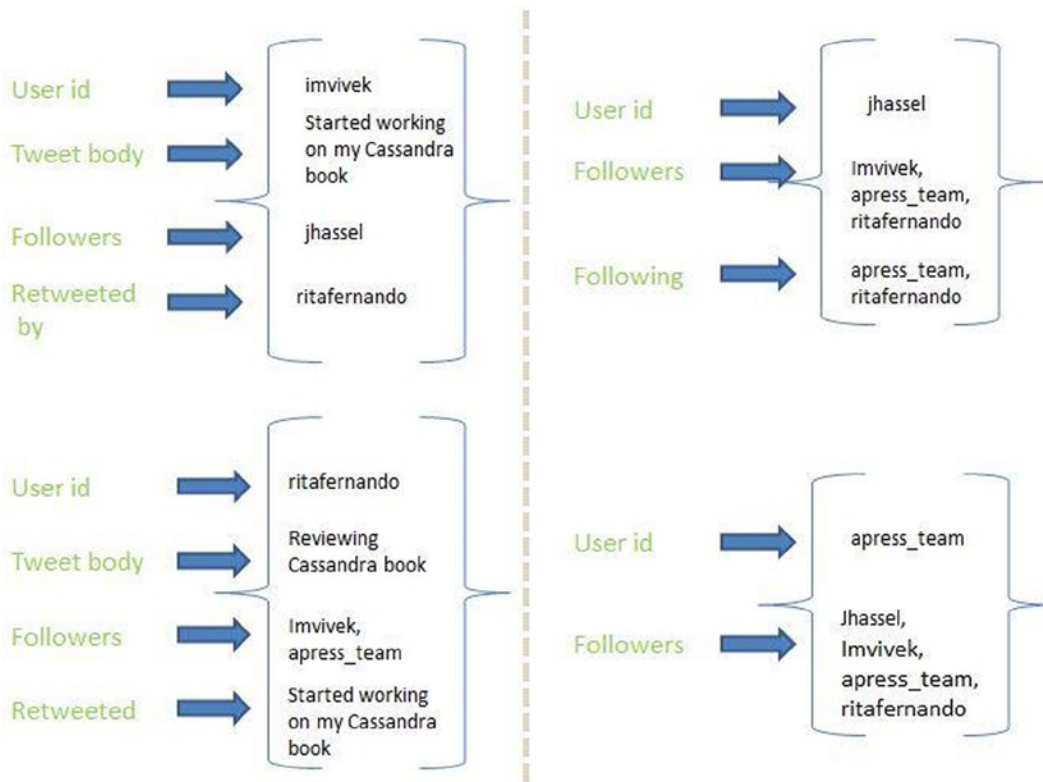 User id
imvivek
Tweet body
Started working
on my Cassandra
book
Followers
jhassel
Retweeted
by
ritafernando
User id
jhassel
Followers
Imvivek,
apress_team,
ritafernando
Following
apress_team,
ritafernando
User id
ritafernando
Tweet body
Reviewing
Cassandra book
Followers
Imvivek,
apress_team
Retweeted
Started working
on my Cassandra
book
User id
apress_team
Followers
Jhassel,
Imvivek,
apress_team,
ritafernando